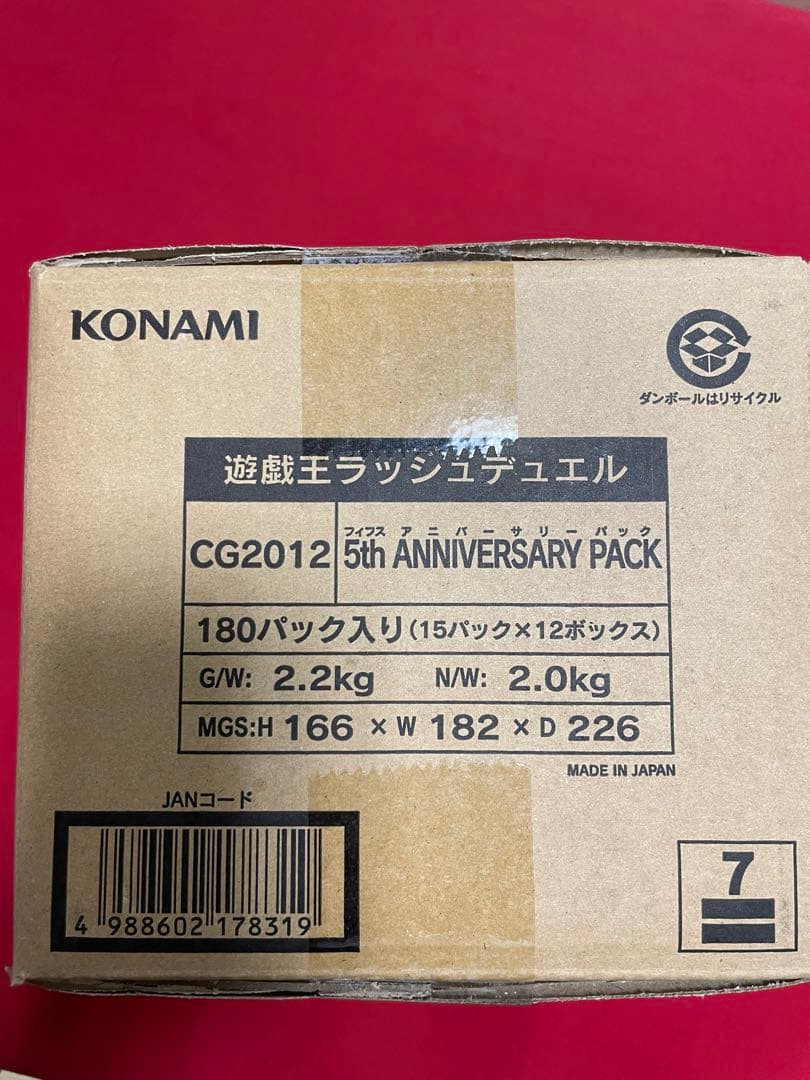 KONAMI
ダンボールはリサイクル
遊戯王ラッシュデュエル
フィフス アニバーサリーパック
CG2012 5th ANNIVERSARY PACK
180パック入り(15パック×12ボックス)
G/W: 2.2kg N/W: 2.0kg
MGS:H 166 × W 182 × D 226
MADE IN JAPAN
JANコード
4 988602 178319
7